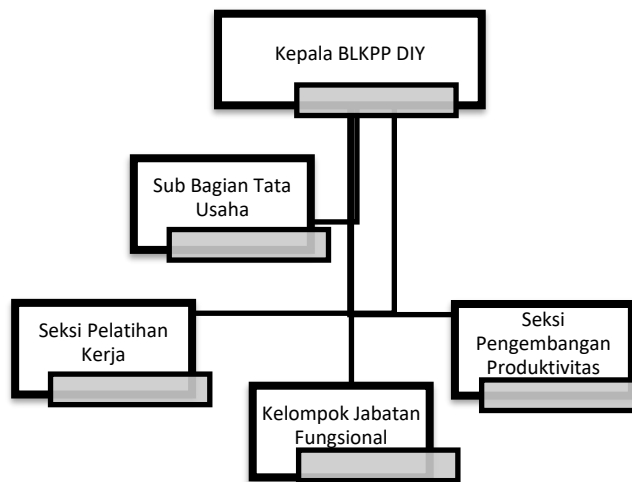 Kepala BLKPP DIY
Sub Bagian Tata
Usaha
Seksi Pelatihan
Kerja
Seksi
Pengembangan
Produktivitas
Kelompok Jabatan
Fungsional